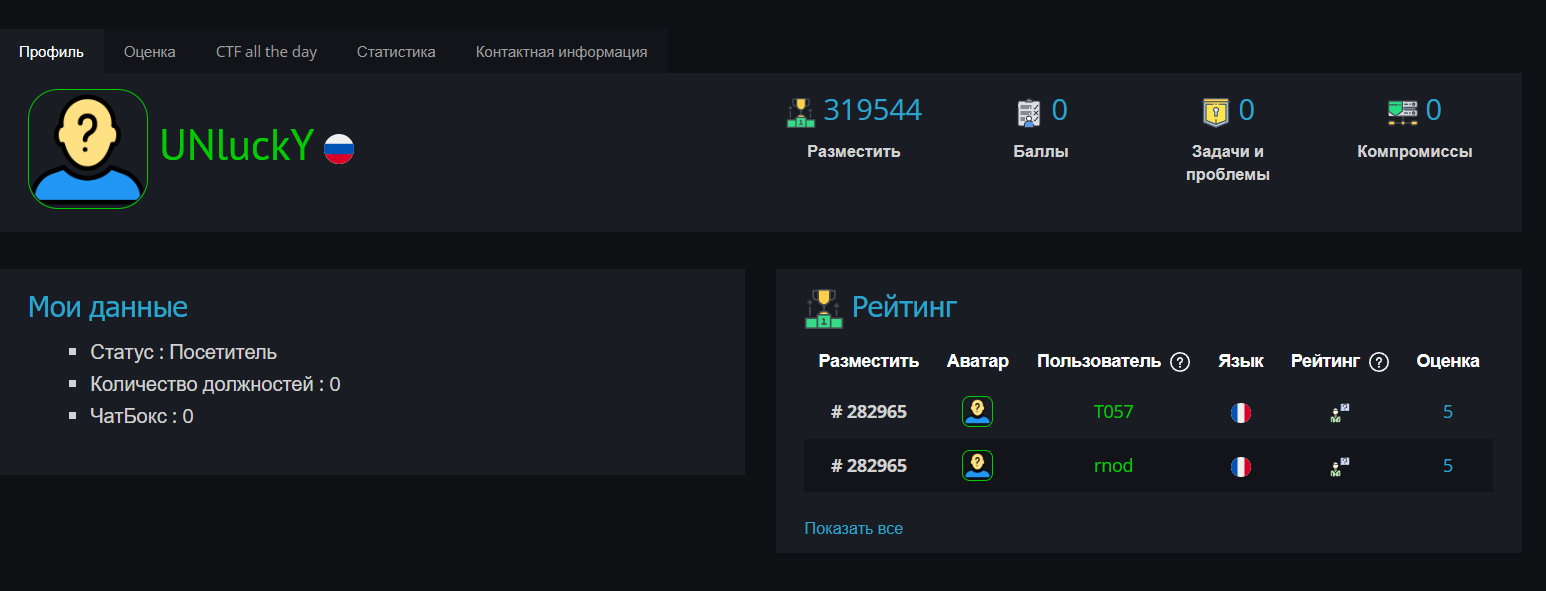 Профиль Оценка CTF all the day Статистика Контактная информация
UNluckY
319544 0 0 0
Разместить Баллы Задачи и проблемы Компромиссы
Мои данные
Статус : Посетитель
Количество должностей : 0
ЧатБокс : 0
Рейтинг
Разместить Аватар Пользователь ? Язык Рейтинг ? Оценка
# 282965 T057 5
# 282965 rnod 5
Показать все